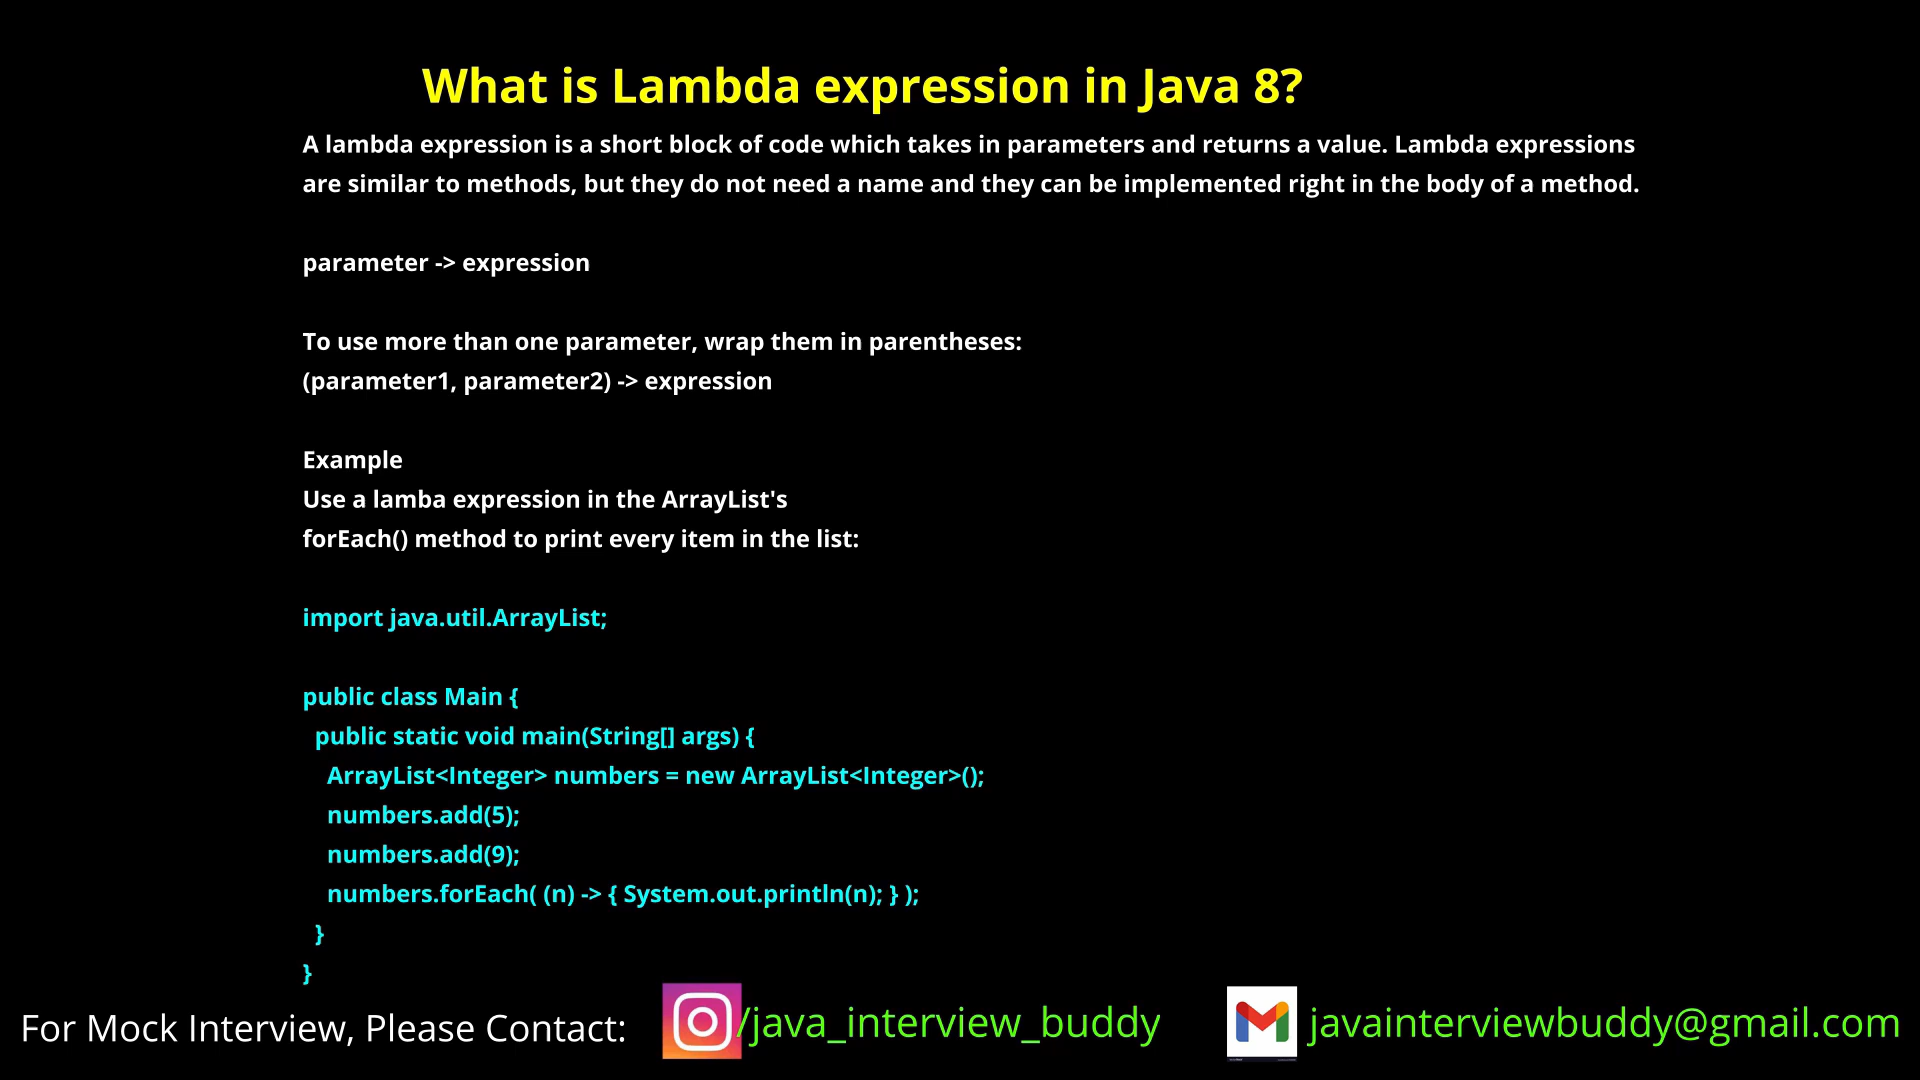 What is Lambda expression in Java 8?
A lambda expression is a short block of code which takes in parameters and returns a value. Lambda expressions
are similar to methods, but they do not need a name and they can be implemented right in the body of a method.
parameter -> expression
To use more than one parameter, wrap them in parentheses:
(parameter1, parameter2) -> expression
Example
Use a lamba expression in the ArrayList's
forEach() method to print every item in the list:
import java.util.ArrayList;
public class Main {
public static void main(String[] args) {
ArrayList<Integer> numbers = new ArrayList<Integer>();
numbers.add(5);
numbers.add(9);
numbers.forEach( (n) -> { System.out.println(n); } );
}
}
For Mock Interview, Please Contact: /java_interview_buddy javainterviewbuddy@gmail.com